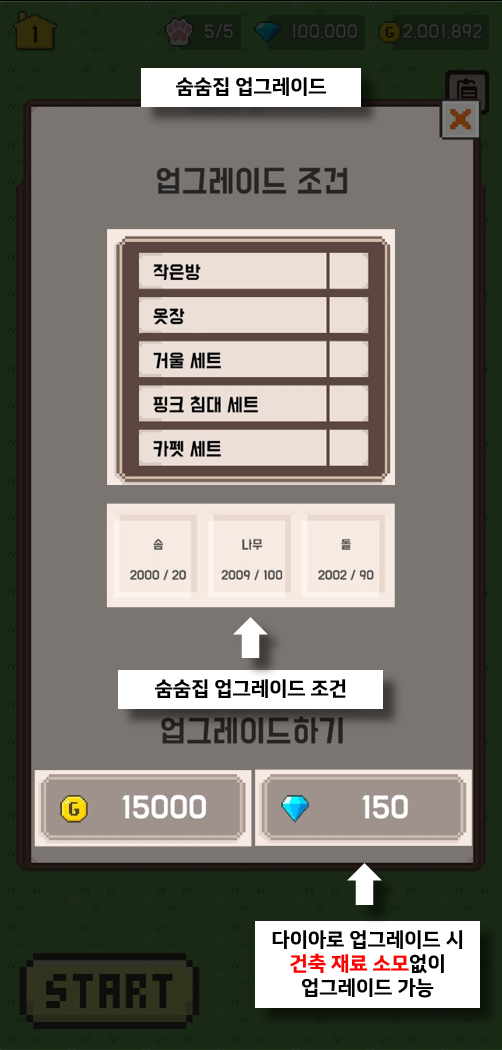 1
5/5
100,000
G 2,001,892
숨숨집 업그레이드
업그레이드 조건
작은방
옷장
거울 세트
핑크 침대 세트
카펫 세트
솜
나무
돌
2000 / 20
2009 / 100
2002 / 90
숨숨집 업그레이드 조건
업그레이드하기
G 15000
150
다이아로 업그레이드 시
건축 재료 소모없이
업그레이드 가능
START